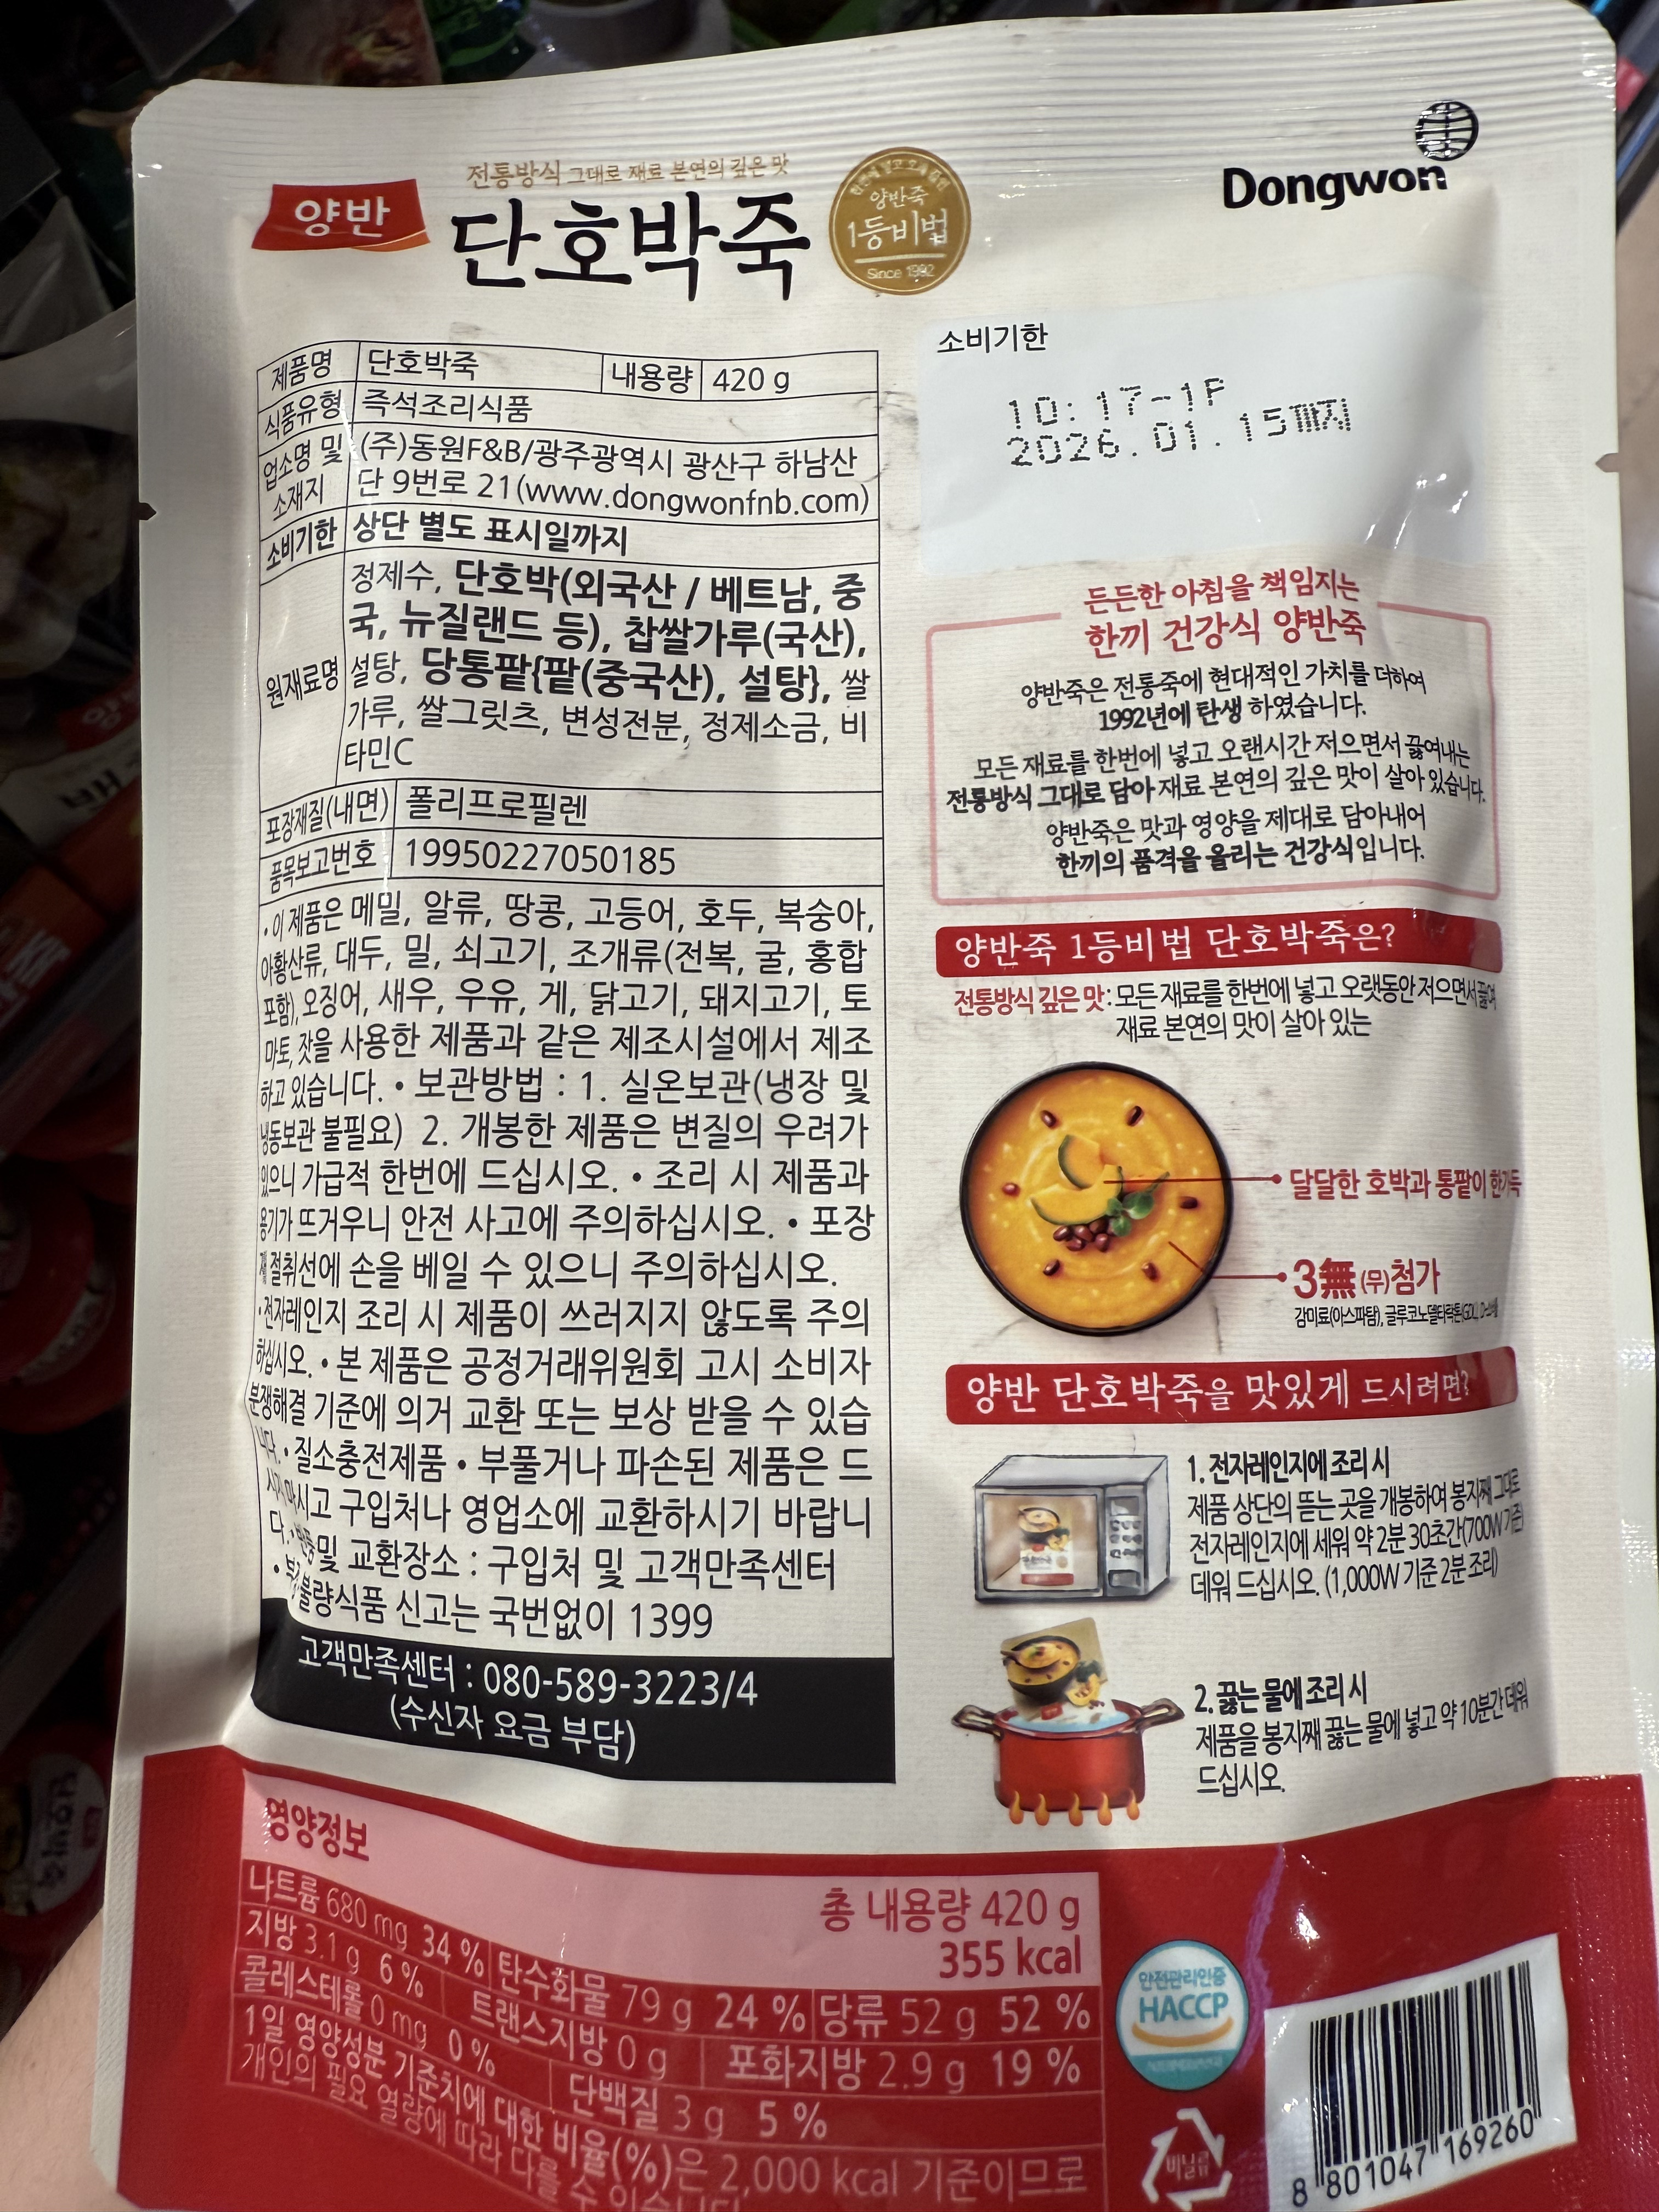 전통방식 그대로 재료 본연의 깊은 맛
양반
단호박죽
양반죽
1등비법
Since 1992
Dongwon
제품명 단호박죽 내용량 420 g
식품유형 즉석조리식품
업소명 및 소재지 (주)동원F&B/광주광역시 광산구 하남산
단 9번로 21(www.dongwonfnb.com)
소비기한 상단 별도 표시일까지
원재료명 정제수, 단호박(외국산 / 베트남, 중
국, 뉴질랜드 등), 찹쌀가루(국산),
설탕, 당통팥{팥(중국산), 설탕}, 쌀
가루, 쌀그릿츠, 변성전분, 정제소금, 비
타민C
포장재질(내면) 폴리프로필렌
품목보고번호 19950227050185
• 이 제품은 메밀, 알류, 땅콩, 고등어, 호두, 복숭아,
아황산류, 대두, 밀, 쇠고기, 조개류(전복, 굴, 홍합
포함), 오징어, 새우, 우유, 게, 닭고기, 돼지고기, 토
마토, 잣을 사용한 제품과 같은 제조시설에서 제조
하고 있습니다. • 보관방법 : 1. 실온보관(냉장 및
냉동보관 불필요) 2. 개봉한 제품은 변질의 우려가
있으니 가급적 한번에 드십시오. • 조리 시 제품과
용기가 뜨거우니 안전 사고에 주의하십시오. • 포장
재 절취선에 손을 베일 수 있으니 주의하십시오.
• 전자레인지 조리 시 제품이 쓰러지지 않도록 주의
하십시오. • 본 제품은 공정거래위원회 고시 소비자
분쟁해결 기준에 의거 교환 또는 보상 받을 수 있습
니다. • 질소충전제품 • 부풀거나 파손된 제품은 드
시지 마시고 구입처나 영업소에 교환하시기 바랍니
다. • 반품 및 교환장소 : 구입처 및 고객만족센터
• 부정 불량식품 신고는 국번없이 1399
고객만족센터 : 080-589-3223/4
(수신자 요금 부담)
소비기한
10:17-1P
2026.01.15까지
든든한 아침을 책임지는
한끼 건강식 양반죽
양반죽은 전통죽에 현대적인 가치를 더하여
1992년에 탄생 하였습니다.
모든 재료를 한번에 넣고 오랜시간 저으면서 끓여내는
전통방식 그대로 담아 재료 본연의 깊은 맛이 살아 있습니다.
양반죽은 맛과 영양을 제대로 담아내어
한끼의 품격을 올리는 건강식입니다.
양반죽 1등비법 단호박죽은?
전통방식 깊은 맛 : 모든 재료를 한번에 넣고 오랫동안 저으면서 끓여
재료 본연의 맛이 살아 있는
달달한 호박과 통팥이 한가득
3無(무)첨가
감미료(아스파탐), 글루코노델타락톤(GDL),
양반 단호박죽을 맛있게 드시려면?
1. 전자레인지에 조리 시
제품 상단의 뜯는 곳을 개봉하여 봉지째 그대로
전자레인지에 세워 약 2분 30초간(700W 기준)
데워 드십시오. (1,000W 기준 2분 조리)
2. 끓는 물에 조리 시
제품을 봉지째 끓는 물에 넣고 약 10분간 데워
드십시오.
영양정보
총 내용량 420 g
355 kcal
나트륨 680 mg 34 % 탄수화물 79 g 24 % 당류 52 g 52 %
지방 3.1 g 6 % 트랜스지방 0 g 포화지방 2.9 g 19 %
콜레스테롤 0 mg 0 % 단백질 3 g 5 %
1일 영양성분 기준치에 대한 비율(%)은 2,000 kcal 기준이므로
개인의 필요 열량에 따라 다를 수 있습니다.
안전관리인증
HACCP
비닐류
8 801047 169260